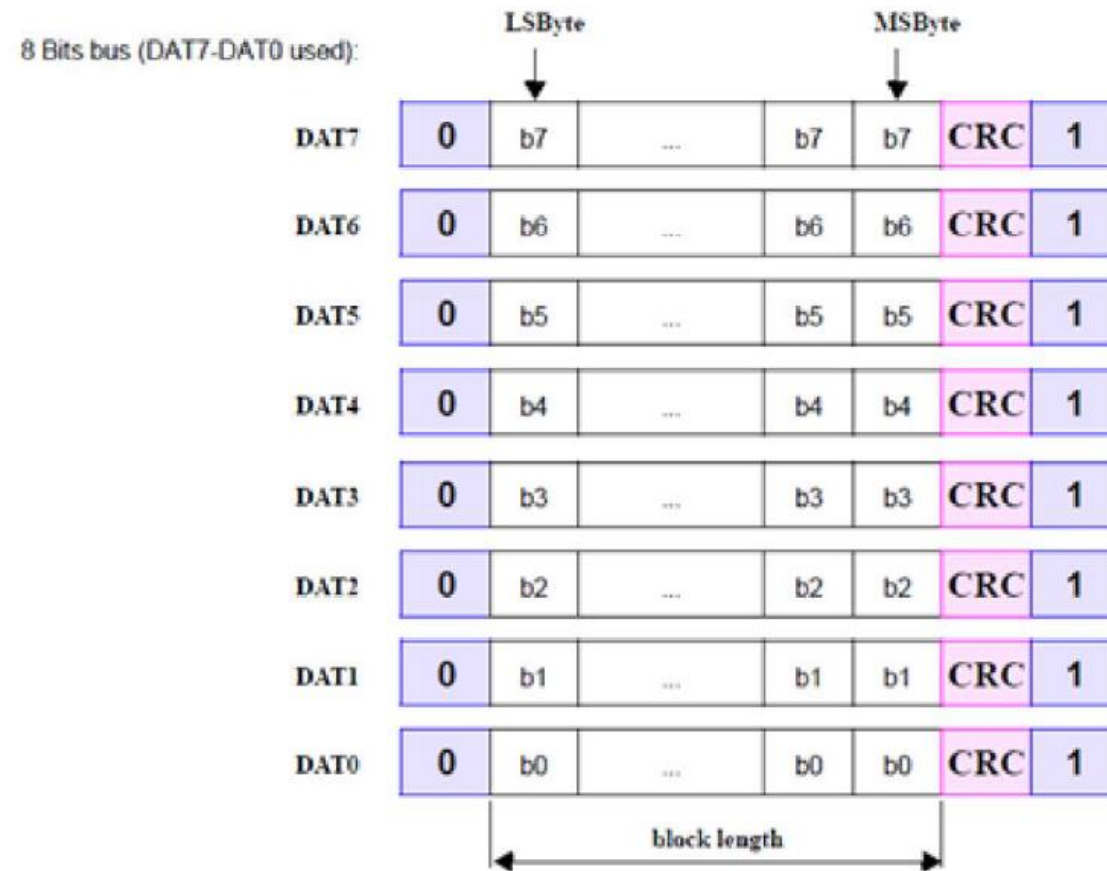 LSByte MSByte
8 Bits bus (DAT7-DAT0 used):
DAT7 0 b7 ... b7 b7 CRC 1
DAT6 0 b6 ... b6 b6 CRC 1
DAT5 0 b5 ... b5 b5 CRC 1
DAT4 0 b4 ... b4 b4 CRC 1
DAT3 0 b3 ... b3 b3 CRC 1
DAT2 0 b2 ... b2 b2 CRC 1
DAT1 0 b1 ... b1 b1 CRC 1
DAT0 0 b0 ... b0 b0 CRC 1
block length